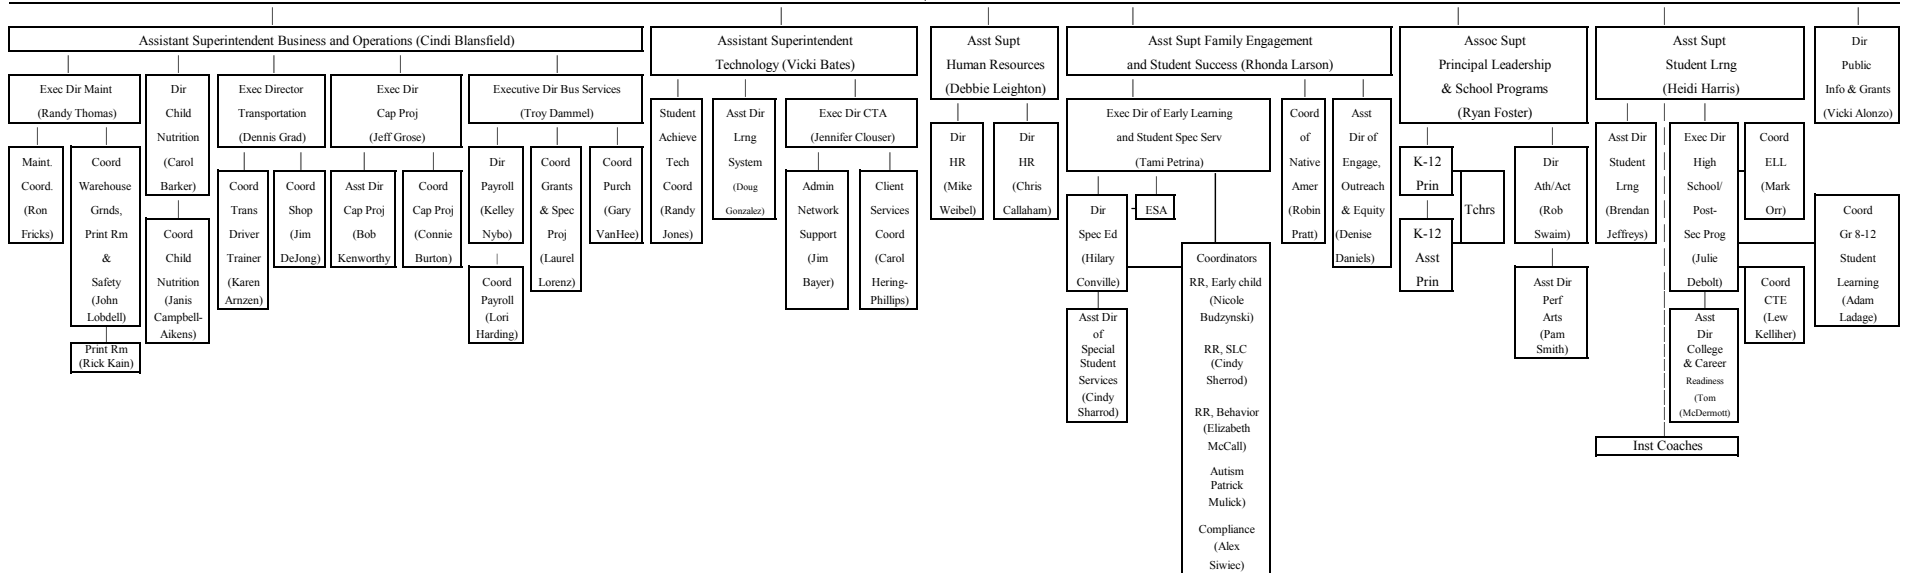 Assistant Superintendent Business and Operations (Cindi Blansfield)
Exec Dir Maint
(Randy Thomas)
Maint.
Coord.
(Ron
Fricks)
Coord
Warehouse
Grnds,
Print Rm
&
Safety
(John
Lobdell)
Print Rm
(Rick Kain)
Dir
Child
Nutrition
(Carol
Barker)
Coord
Child
Nutrition
(Janis
Campbell-
Aikens)
Exec Director
Transportation
(Dennis Grad)
Coord
Trans
Driver
Trainer
(Karen
Arnzen)
Coord
Shop
(Jim
DeJong)
Exec Dir
Cap Proj
(Jeff Grose)
Asst Dir
Cap Proj
(Bob
Kenworthy
Coord
Cap Proj
(Connie
Burton)
Executive Dir Bus Services
(Troy Dammel)
Dir
Payroll
(Kelley
Nybo)
Coord
Payroll
(Lori
Harding)
Coord
Grants
& Spec
Proj
(Laurel
Lorenz)
Coord
Purch
(Gary
VanHee)
Assistant Superintendent
Technology (Vicki Bates)
Student
Achieve
Tech
Coord
(Randy
Jones)
Asst Dir
Lrng
System
(Doug
Gonzalez)
Exec Dir CTA
(Jennifer Clouser)
Admin
Network
Support
(Jim
Bayer)
Client
Services
Coord
(Carol
Hering-
Phillips)
Asst Supt
Human Resources
(Debbie Leighton)
Dir
HR
(Mike
Weibel)
Dir
HR
(Chris
Callaham)
Asst Supt Family Engagement
and Student Success (Rhonda Larson)
Exec Dir of Early Learning
and Student Spec Serv
(Tami Petrina)
Dir
Spec Ed
(Hilary
Conville)
ESA
Asst Dir
of
Special
Student
Services
(Cindy
Sharrod)
Coordinators
RR, Early child
(Nicole
Budzynski)
RR, SLC
(Cindy
Sherrod)
RR, Behavior
(Elizabeth
McCall)
Autism
Patrick
Mulick)
Compliance
(Alex
Siwiec)
Coord
of
Native
Amer
(Robin
Pratt)
Asst
Dir of
Engage,
Outreach
& Equity
(Denise
Daniels)
Assoc Supt
Principal Leadership
& School Programs
(Ryan Foster)
K-12
Prin
Tchrs
K-12
Asst
Prin
Dir
Ath/Act
(Rob
Swaim)
Asst Dir
Perf
Arts
(Pam
Smith)
Asst Supt
Student Lrng
(Heidi Harris)
Asst Dir
Student
Lrng
(Brendan
Jeffreys)
Exec Dir
High
School/
Post-
Sec Prog
(Julie
Debolt)
Asst
Dir
College
& Career
Readiness
(Tom
(McDermott)
Coord
ELL
(Mark
Orr)
Coord
CTE
(Lew
Kelliher)
Coord
Gr 8-12
Student
Learning
(Adam
Ladage)
Inst Coaches
Dir
Public
Info & Grants
(Vicki Alonzo)